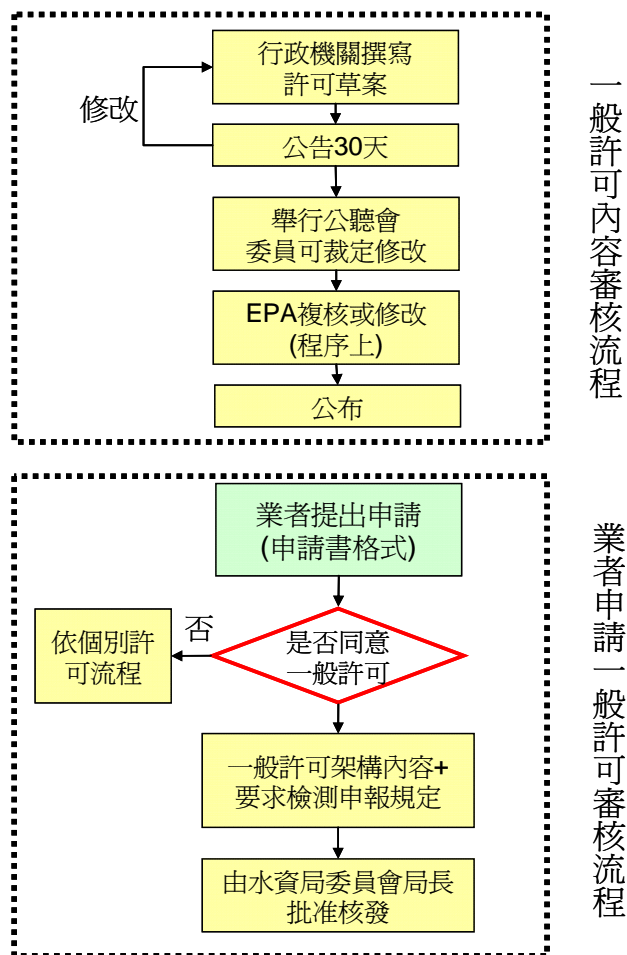 行政機關撰寫
許可草案
修改
公告30天
舉行公聽會
委員可裁定修改
EPA複核或修改
(程序上)
公布
一般許可內容審核流程
業者提出申請
(申請書格式)
是否同意
一般許可
否
依個別許
可流程
一般許可架構內容+
要求檢測申報規定
由水資局委員會局長
批准核發
業者申請一般許可審核流程